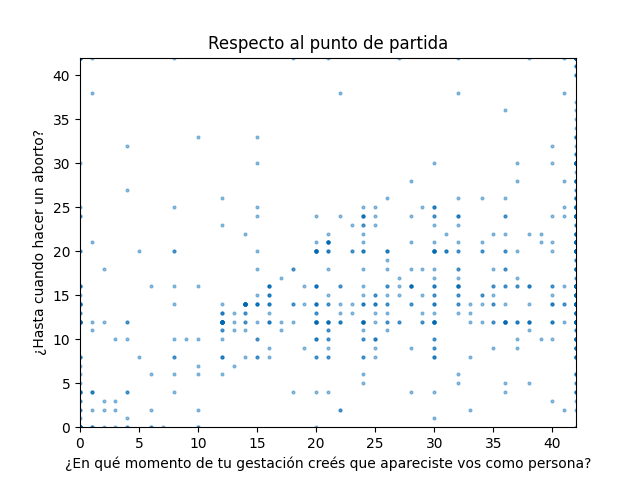 Respecto al punto de partida
¿Hasta cuando hacer un aborto?
40
35
30
25
20
15
10
5
0
0 5 10 15 20 25 30 35 40
¿En qué momento de tu gestación creés que apareciste vos como persona?